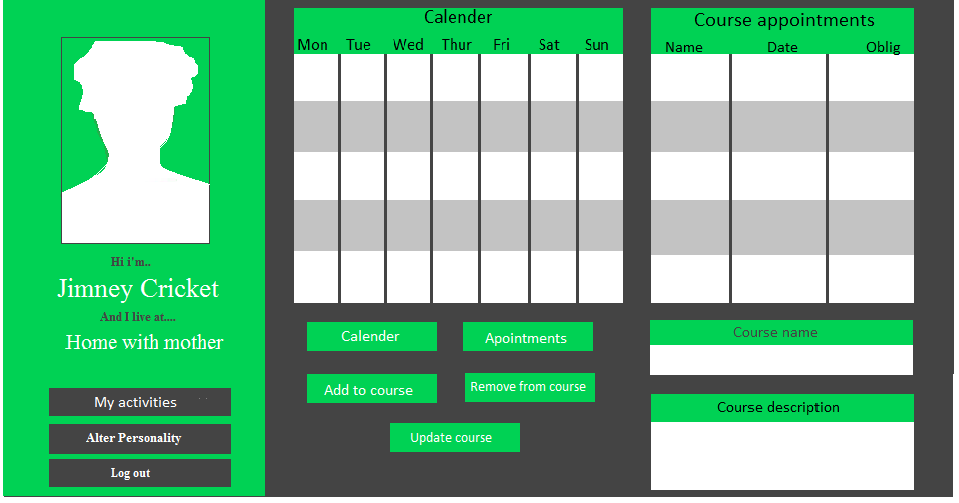 Hi i'm..
Jimney Cricket
And I live at....
Home with mother
My activities
Alter Personality
Log out
Calender
Mon Tue Wed Thur Fri Sat Sun
Course appointments
Name Date Oblig
Calender
Apointments
Add to course
Remove from course
Update course
Course name
Course description